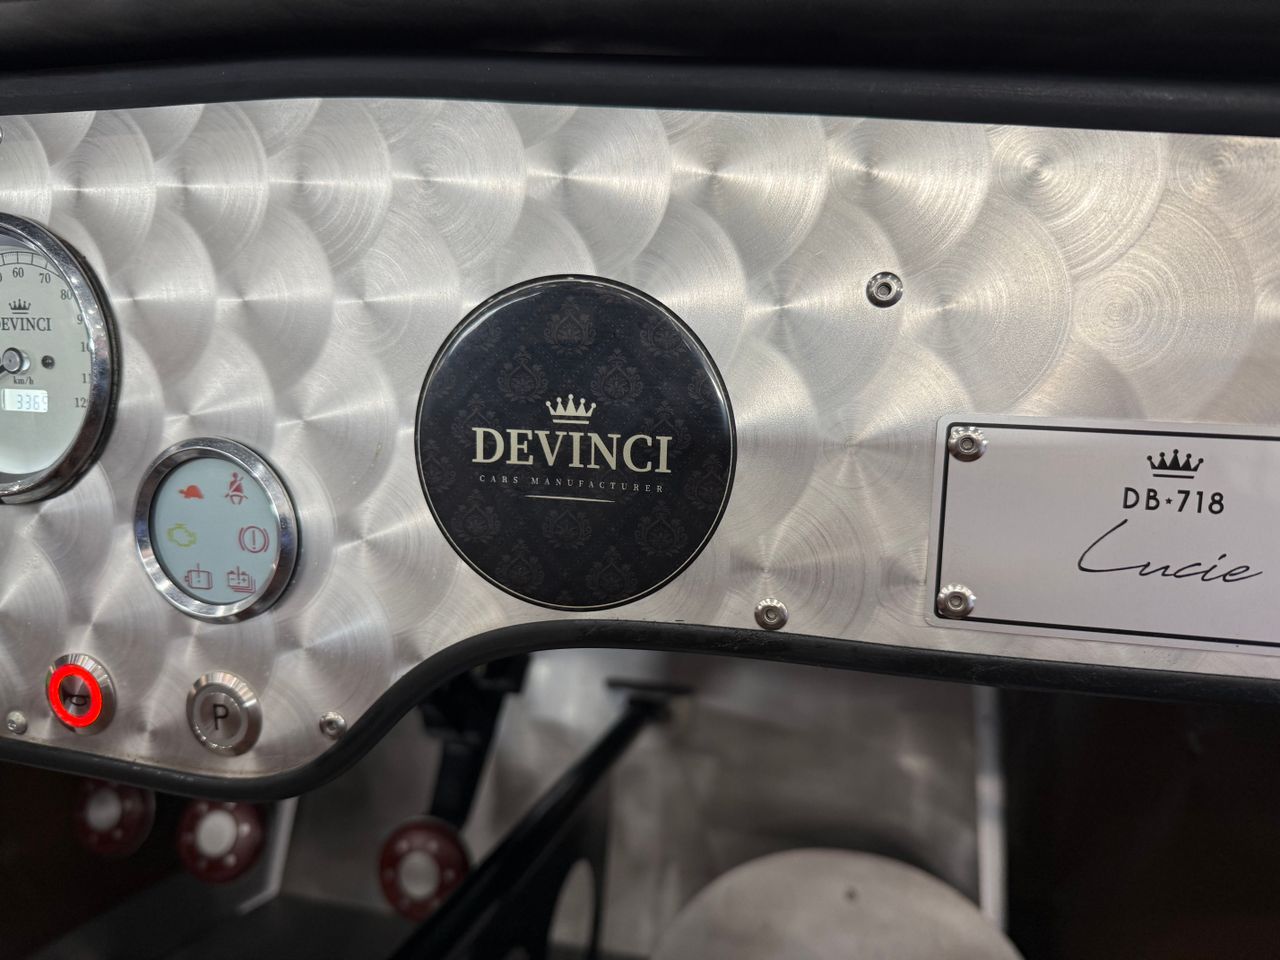 60
70
80
DEVINCI
km/h
DEVINCI
CARS MANUFACTURER
DB★718
Lucie
P